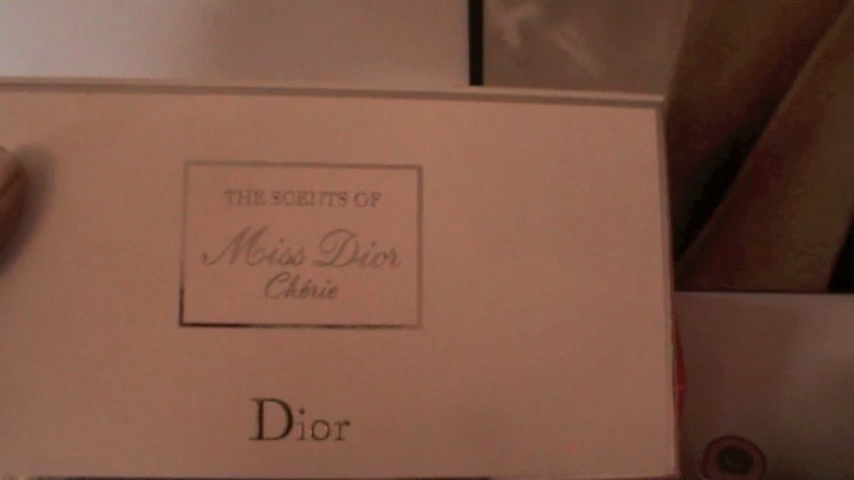 THE SCENTS OF
Miss Dior
Chérie
Dior